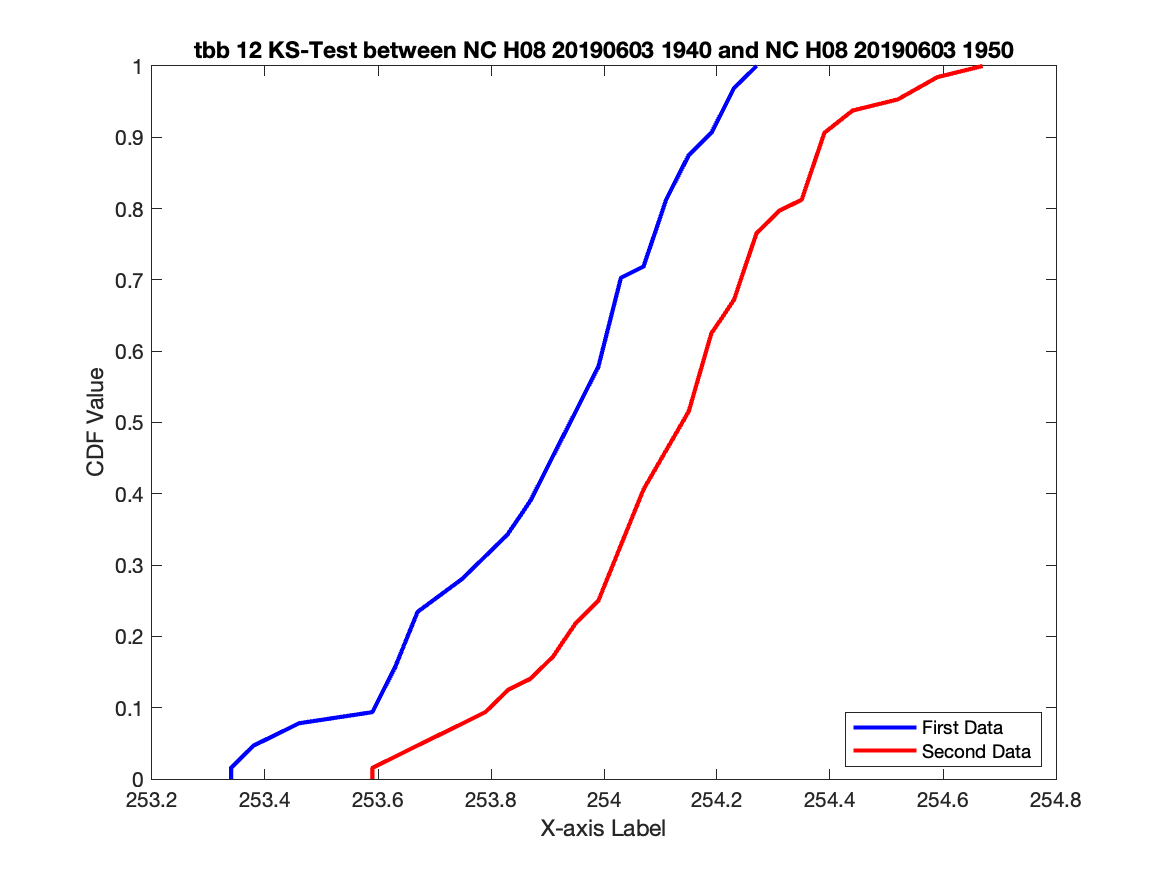 tbb 12 KS-Test between NC H08 20190603 1940 and NC H08 20190603 1950
1
0.9
0.8
0.7
0.6
0.5
0.4
0.3
0.2
0.1
0
CDF Value
First Data
Second Data
253.2 253.4 253.6 253.8 254 254.2 254.4 254.6 254.8
X-axis Label